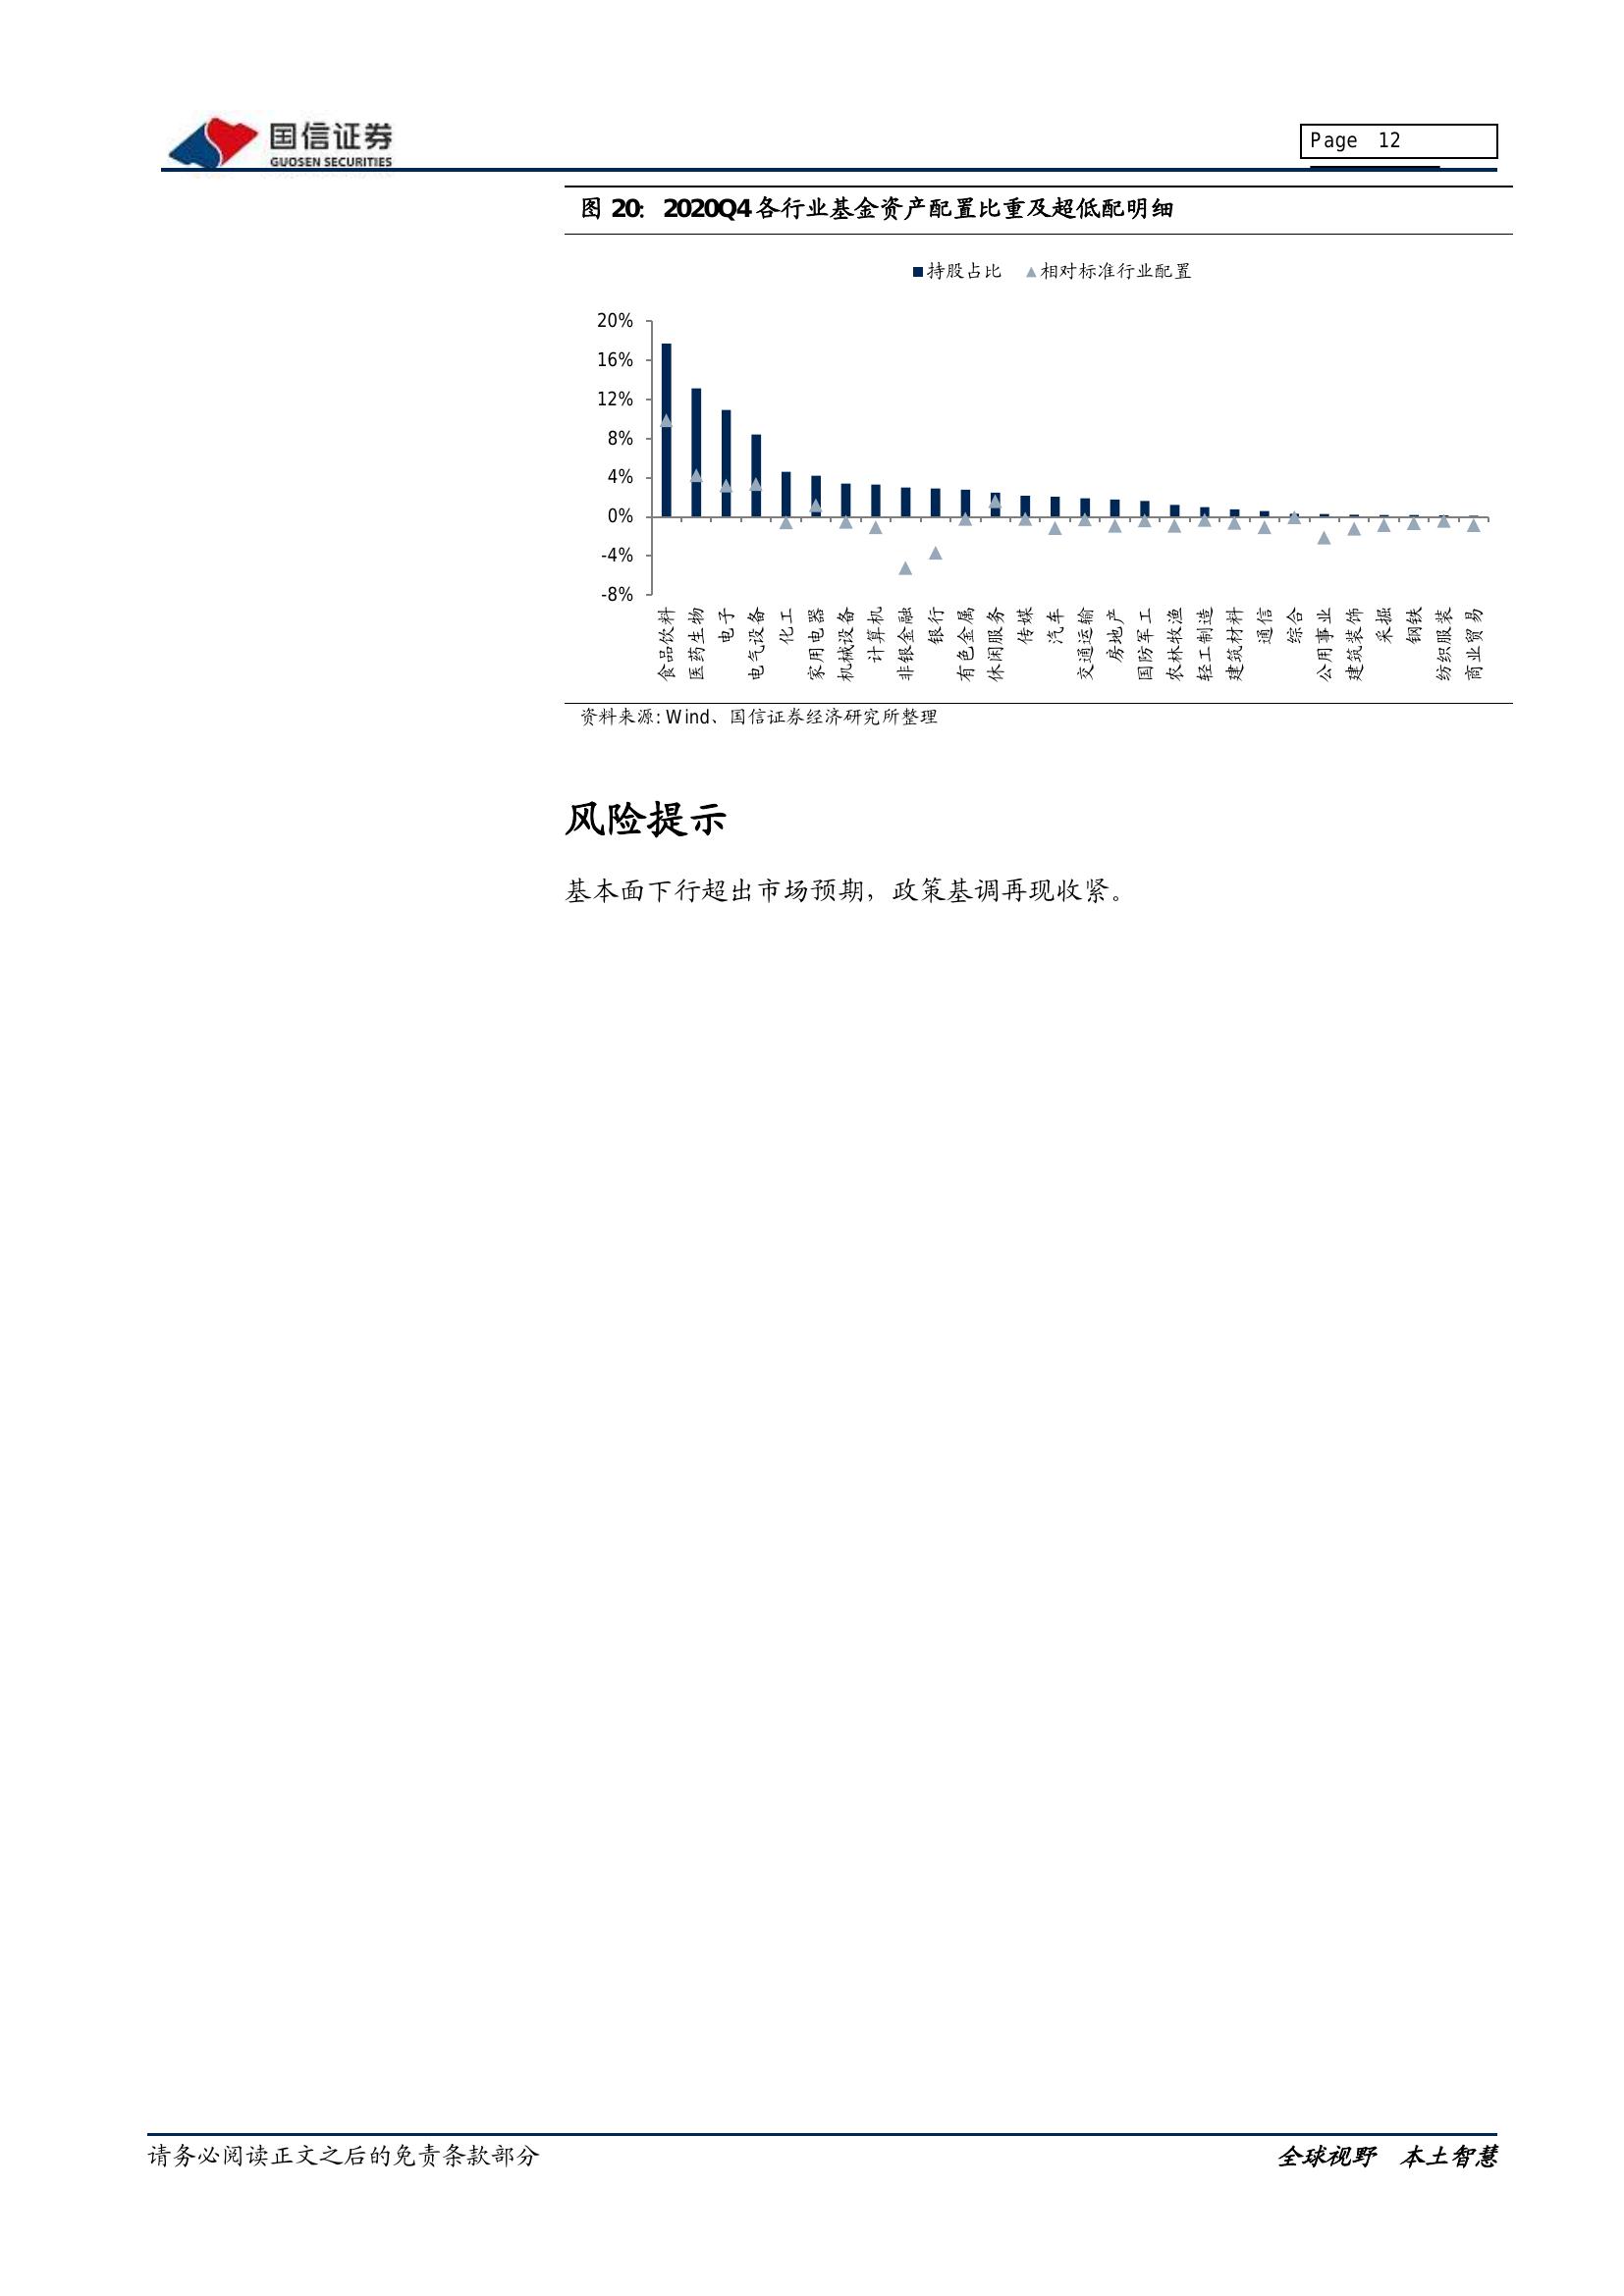 国信证券
GUOSEN SECURITIES
Page 12
图 20: 2020Q4 各行业基金资产配置比重及超低配明细
持股占比 相对标准行业配置
20%
16%
12%
8%
4%
0%
-4%
-8%
食品饮料
医药生物
电子
电气设备
化工
家用电器
机械设备
计算机
非银金融
银行
有色金属
休闲服务
传媒
汽车
交通运输
房地产
国防军工
农林牧渔
轻工制造
建筑材料
通信
综合
公用事业
建筑装饰
采掘
钢铁
纺织服装
商业贸易
资料来源: Wind、国信证券经济研究所整理
风险提示
基本面下行超出市场预期，政策基调再现收紧。
请务必阅读正文之后的免责条款部分
全球视野 本土智慧